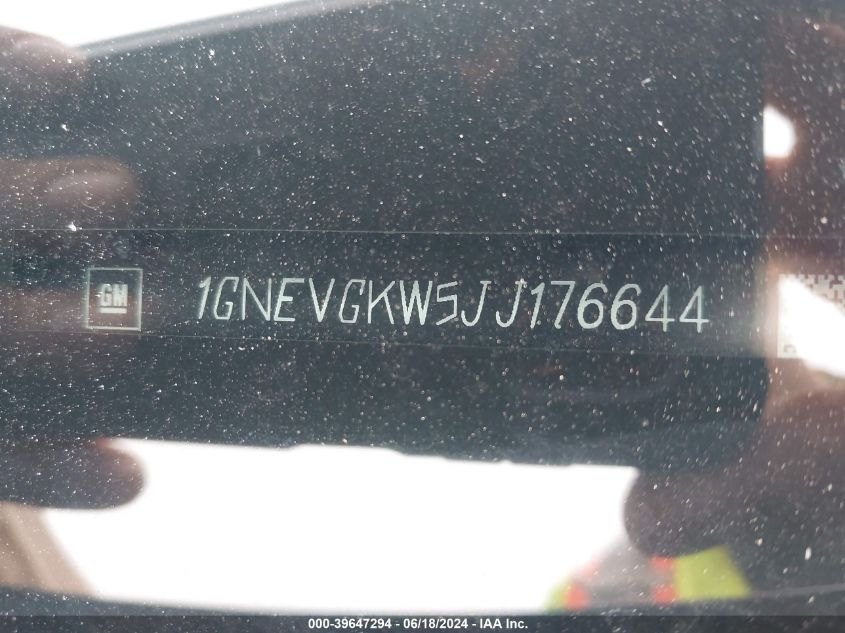 GM 1GNEVGKW5JJ176644
000-39647294 - 06/18/2024 - IAA Inc.